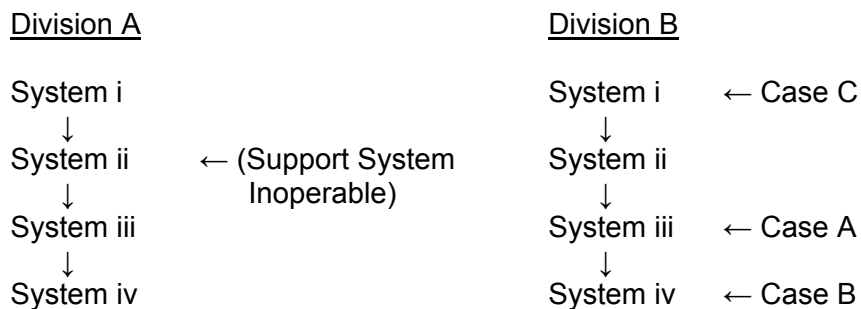 Division A Division B
System i System i ← Case C
↓ ↓
System ii ← (Support System System ii
Inoperable)
↓ ↓
System iii System iii ← Case A
↓ ↓
System iv System iv ← Case B